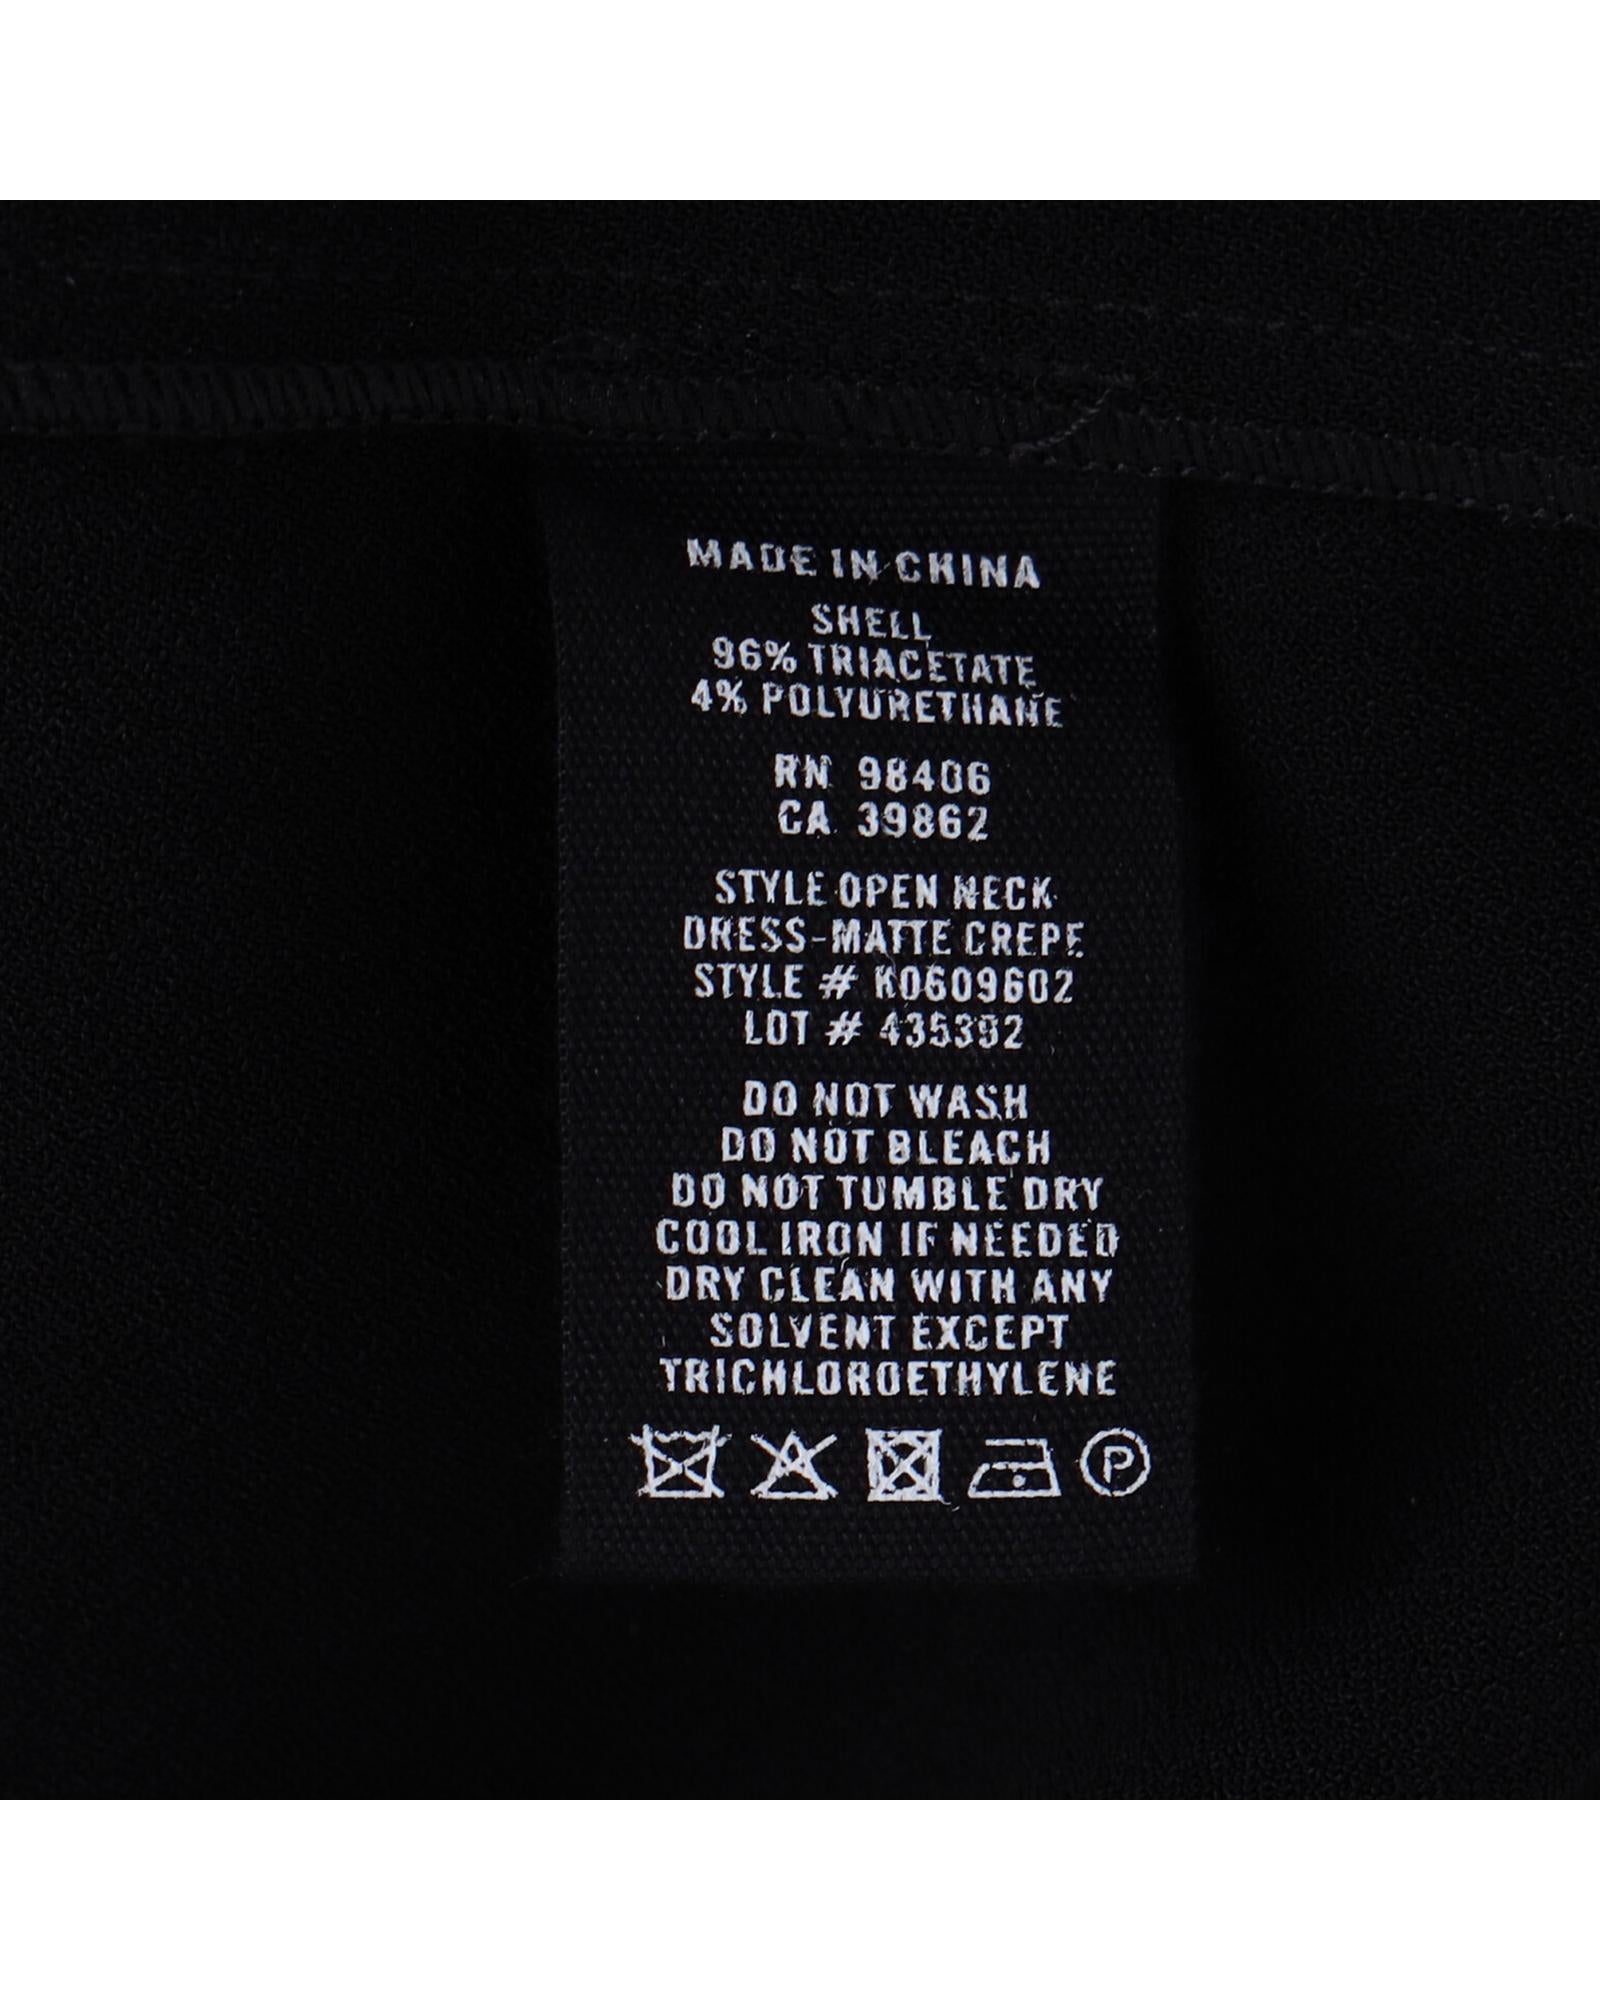 MADE IN CHINA
SHELL
96% TRIACETATE
4% POLYURETHANE
RN 98406
CA 39862
STYLE OPEN NECK
DRESS-MATTE CREPE
STYLE # K0609602
LOT # 435392
DO NOT WASH
DO NOT BLEACH
DO NOT TUMBLE DRY
COOL IRON IF NEEDED
DRY CLEAN WITH ANY
SOLVENT EXCEPT
TRICHLOROETHYLENE
P